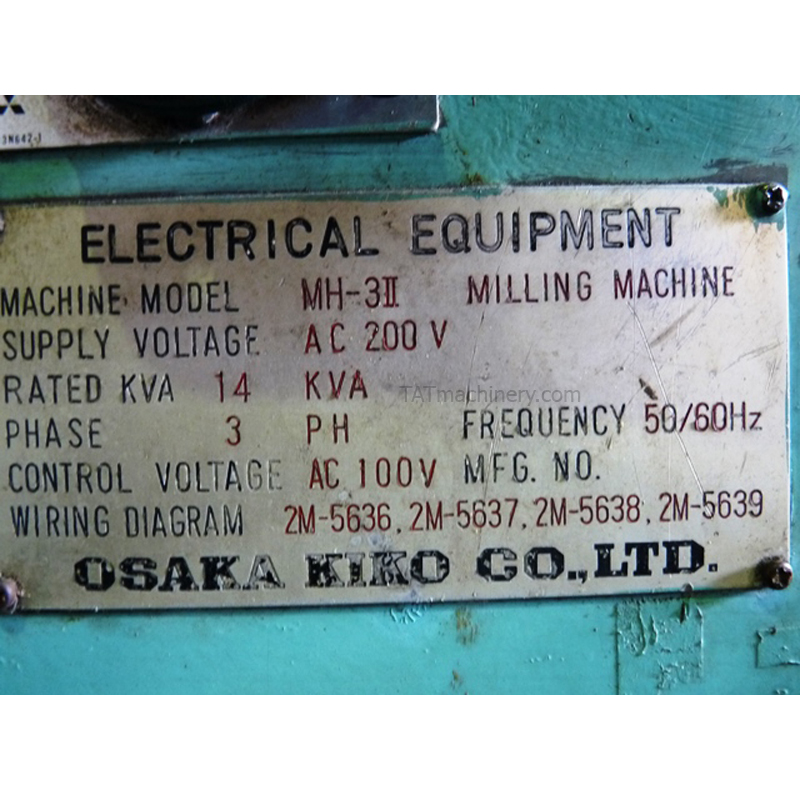 3N642-J
ELECTRICAL EQUIPMENT
MACHINE MODEL MH-3Ⅱ MILLING MACHINE
SUPPLY VOLTAGE AC 200 V
RATED KVA 14 KVA
TATmachinery.com
PHASE 3 PH FREQUENCY 50/60Hz
CONTROL VOLTAGE AC 100V MFG. NO.
WIRING DIAGRAM 2M-5636, 2M-5637, 2M-5638, 2M-5639
OSAKA KIKO CO.,LTD.